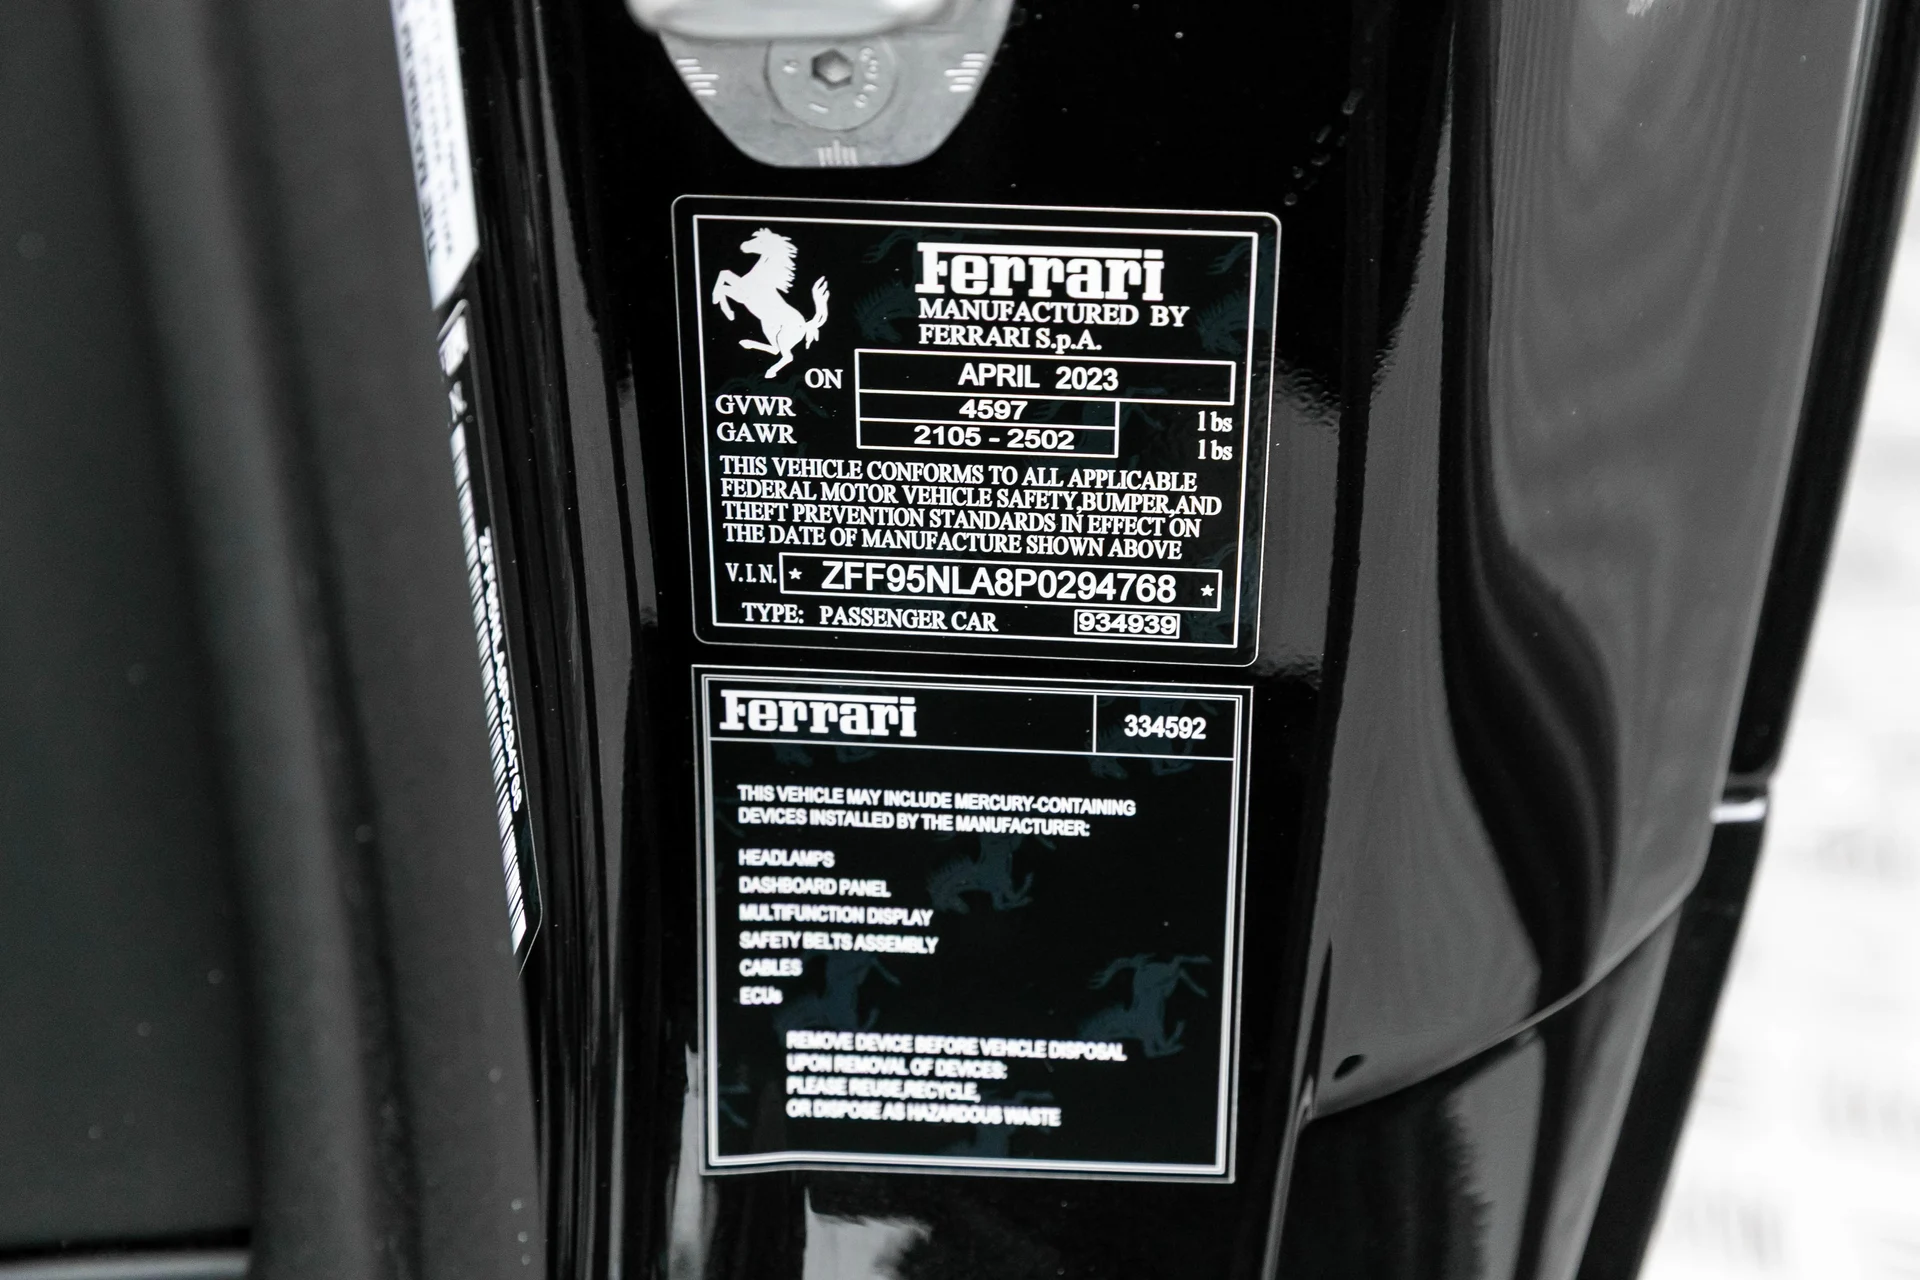 Ferrari
MANUFACTURED BY
FERRARI S.p.A.
ON APRIL 2023
GVWR 4597 lbs
GAWR 2105 - 2502 lbs
THIS VEHICLE CONFORMS TO ALL APPLICABLE
FEDERAL MOTOR VEHICLE SAFETY,BUMPER,AND
THEFT PREVENTION STANDARDS IN EFFECT ON
THE DATE OF MANUFACTURE SHOWN ABOVE
V.I.N. * ZFF95NLA8P0294768 *
TYPE: PASSENGER CAR 934939
Ferrari 334592
THIS VEHICLE MAY INCLUDE MERCURY-CONTAINING
DEVICES INSTALLED BY THE MANUFACTURER:
HEADLAMPS
DASHBOARD PANEL
MULTIFUNCTION DISPLAY
SAFETY BELTS ASSEMBLY
CABLES
ECUs
REMOVE DEVICE BEFORE VEHICLE DISPOSAL
UPON REMOVAL OF DEVICES:
PLEASE REUSE,RECYCLE,
OR DISPOSE AS HAZARDOUS WASTE